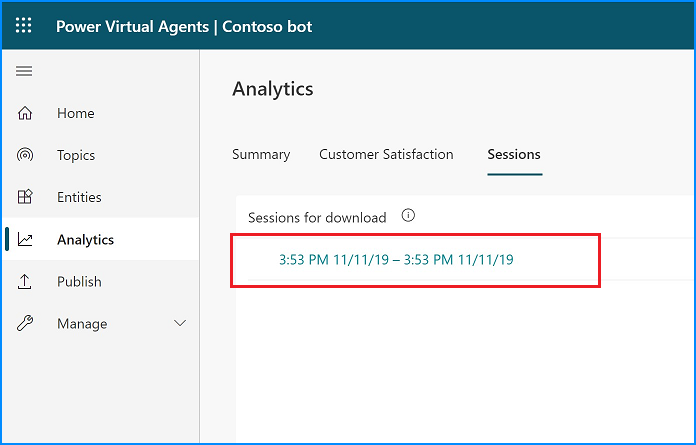 Power Virtual Agents | Contoso bot
Home
Topics
Entities
Analytics
Publish
Manage
Analytics
Summary
Customer Satisfaction
Sessions
Sessions for download
3:53 PM 11/11/19 – 3:53 PM 11/11/19